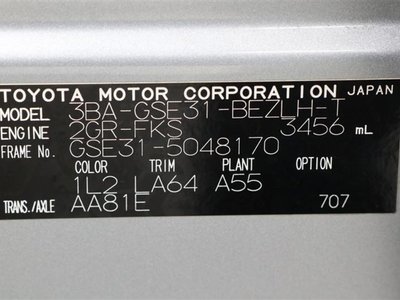 TOYOTA MOTOR CORPORATION JAPAN
MODEL 3BA-GSE31-BEZLH-T
ENGINE 2GR-FKS 3456 mL
FRAME No. GSE31-5048170
COLOR TRIM PLANT OPTION
1L2 LA64 A55
TRANS./AXLE AA81E 707